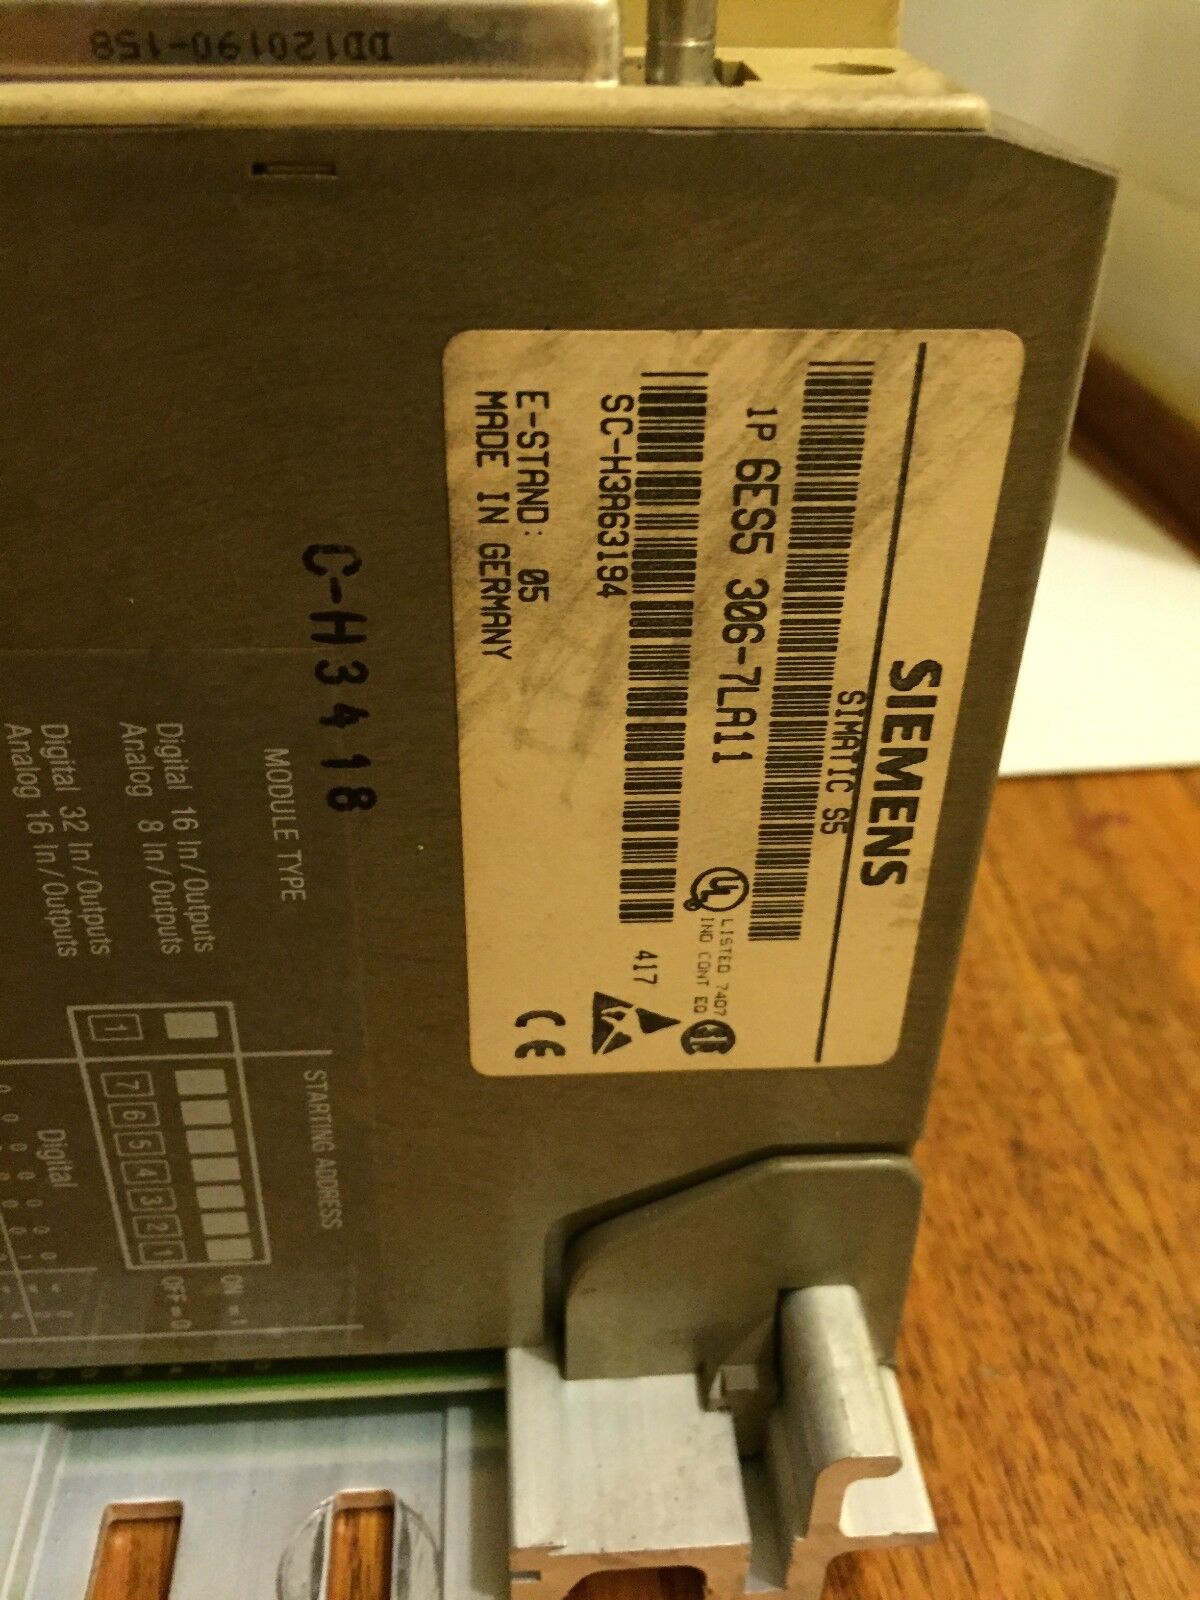 DD120190-158
SIEMENS
SIMATIC S5
1P 6ES5 306-7LA11
LISTED 74D7
IND CONT EQ
SC-H3A63194
417
E-STAND: 05
MADE IN GERMANY
CE
C-H3418
MODULE TYPE
STARTING ADDRESS
Digital 16 In/Outputs
Analog 8 In/Outputs
ON = 1
OFF = 0
1
7 6 5 4 3 2 1
Digital 32 In/Outputs
Analog 16 In/Outputs
Digital